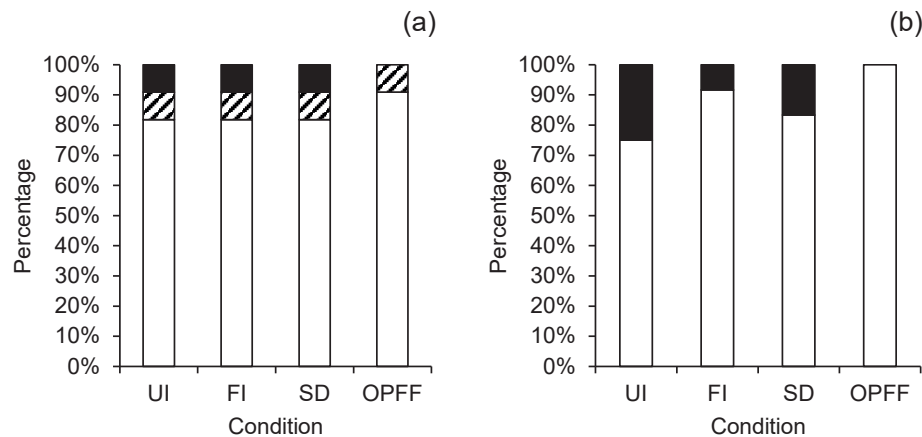 (a)
100%
90%
80%
70%
60%
50%
40%
30%
20%
10%
0%
Percentage
UI FI SD OPFF
Condition
(b)
100%
90%
80%
70%
60%
50%
40%
30%
20%
10%
0%
Percentage
UI FI SD OPFF
Condition